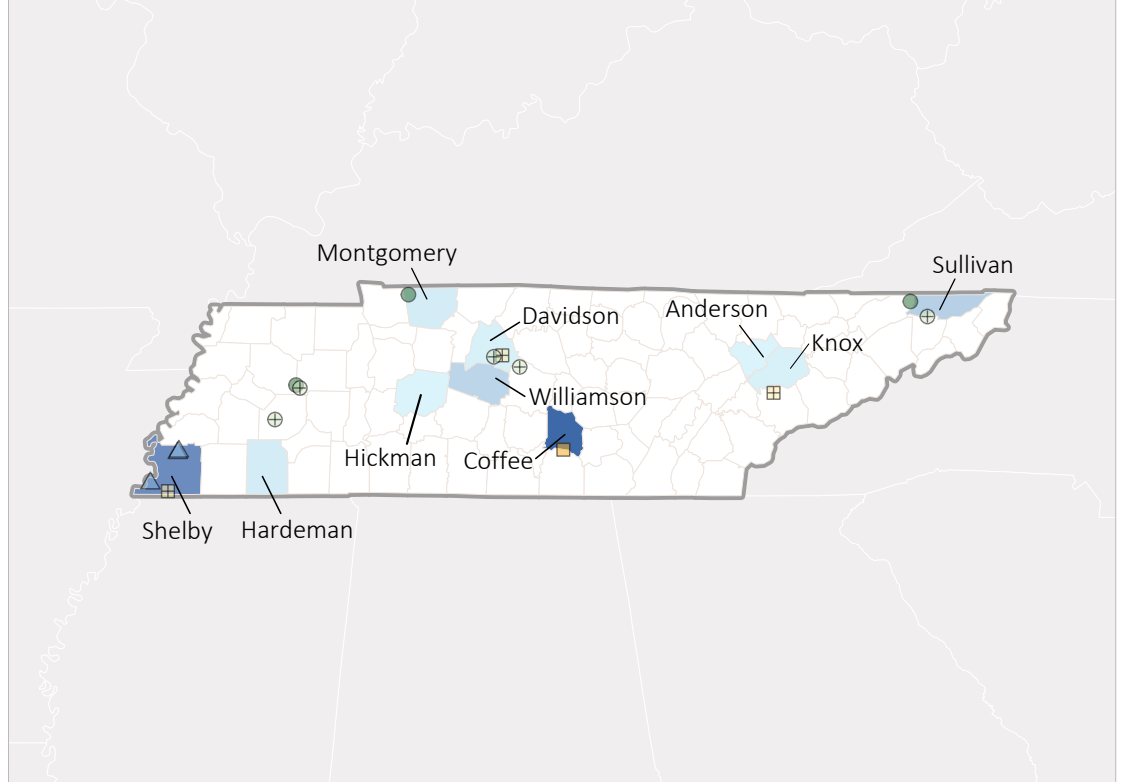 Montgomery
Sullivan
Anderson
Davidson
Knox
Williamson
Hickman
Coffee
Shelby
Hardeman